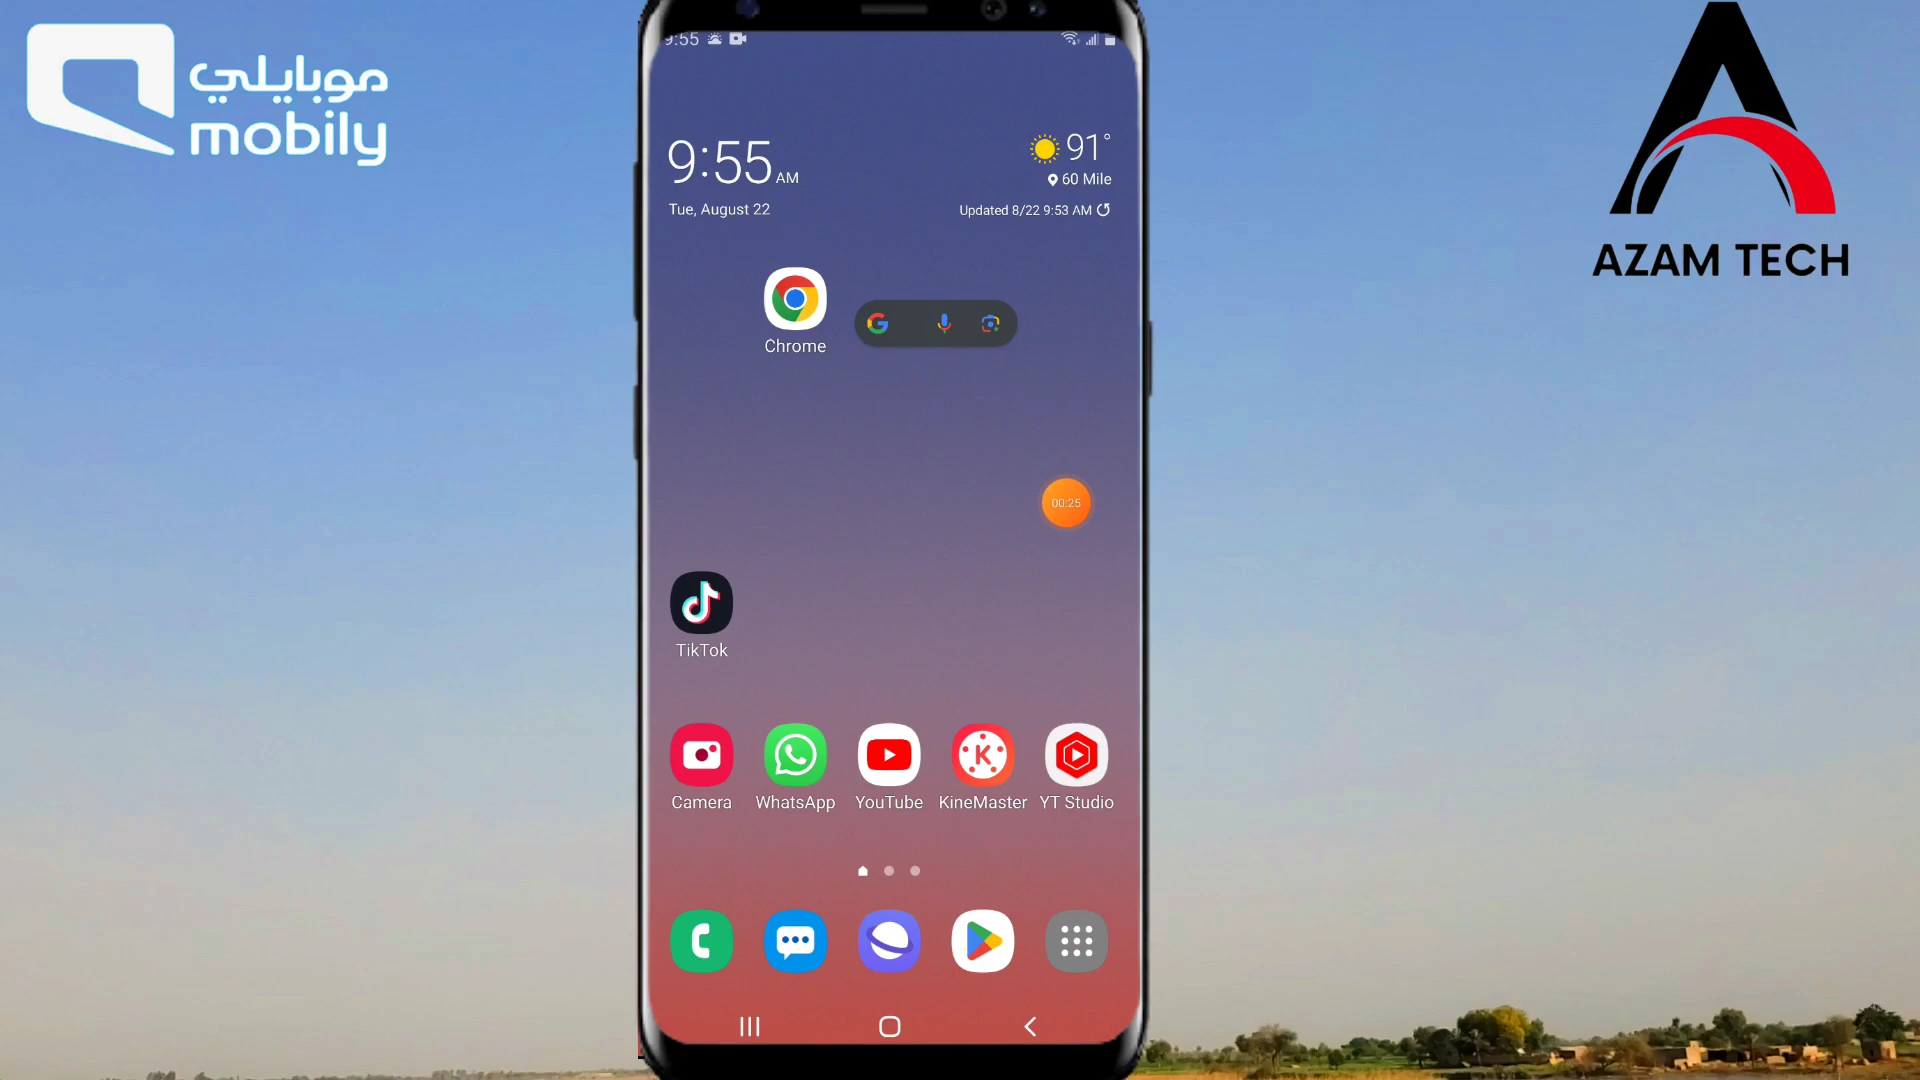 موبايلي
mobily
AZAM TECH
9:55
9:55 AM
Tue, August 22
91°
60 Mile
Updated 8/22 9:53 AM
Chrome
00:25
TikTok
Camera
WhatsApp
YouTube
KineMaster
YT Studio